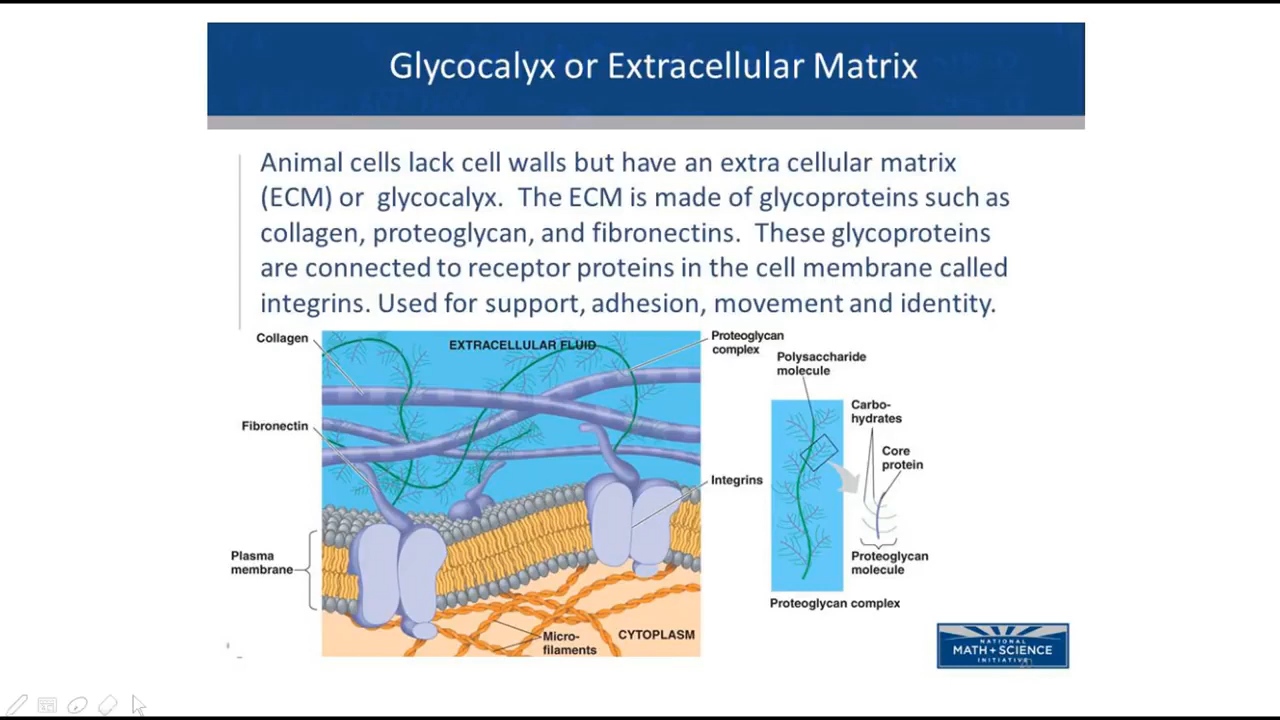 Glycocalyx or Extracellular Matrix
Animal cells lack cell walls but have an extra cellular matrix
(ECM) or glycocalyx. The ECM is made of glycoproteins such as
collagen, proteoglycan, and fibronectins. These glycoproteins
are connected to receptor proteins in the cell membrane called
integrins. Used for support, adhesion, movement and identity.
Collagen
EXTRACELLULAR FLUID
Proteoglycan
complex
Fibronectin
Integrins
Plasma
membrane
Micro-
filaments
CYTOPLASM
Polysaccharide
molecule
Carbo-
hydrates
Core
protein
Proteoglycan
molecule
Proteoglycan complex
NATIONAL
MATH + SCIENCE
INITIATIVE